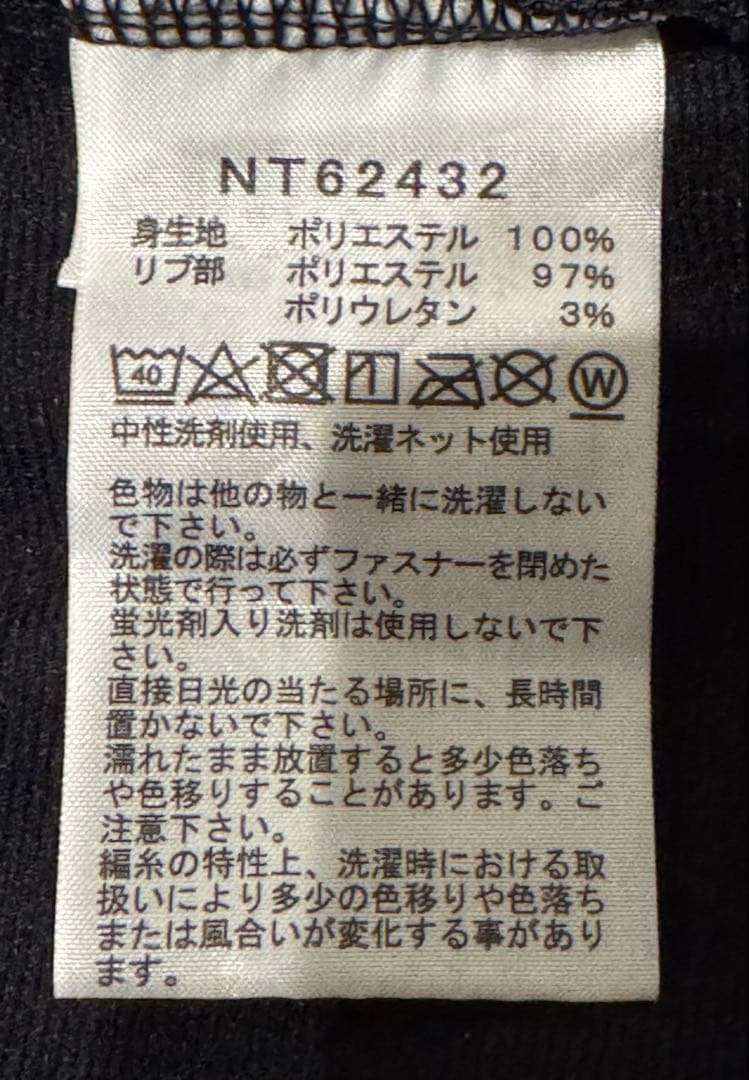 NT62432
身生地 ポリエステル 100%
リブ部 ポリエステル 97%
ポリウレタン 3%
40 W
中性洗剤使用、洗濯ネット使用
色物は他の物と一緒に洗濯しない
で下さい。
洗濯の際は必ずファスナーを閉めた
状態で行って下さい。
蛍光剤入り洗剤は使用しないで下
さい。
直接日光の当たる場所に、長時間
置かないで下さい。
濡れたまま放置すると多少色落ち
や色移りすることがあります。ご
注意下さい。
編糸の特性上、洗濯時における取
扱いにより多少の色移りや色落ち
または風合いが変化する事があり
ます。